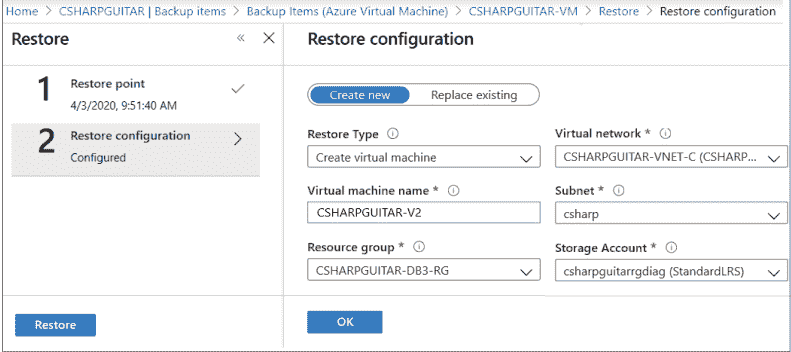 Home > CSHARPGUITAR | Backup items > Backup Items (Azure Virtual Machine) > CSHARPGUITAR-VM > Restore > Restore configuration
Restore
1
Restore point
4/3/2020, 9:51:40 AM
2
Restore configuration
Configured
Restore
Restore configuration
Create new
Replace existing
Restore Type
Create virtual machine
Virtual network *
CSHARPGUITAR-VNET-C (CSHARP...
Virtual machine name *
CSHARPGUITAR-V2
Subnet *
csharp
Resource group *
CSHARPGUITAR-DB3-RG
Storage Account *
csharpguitarrgdiag (StandardLRS)
OK